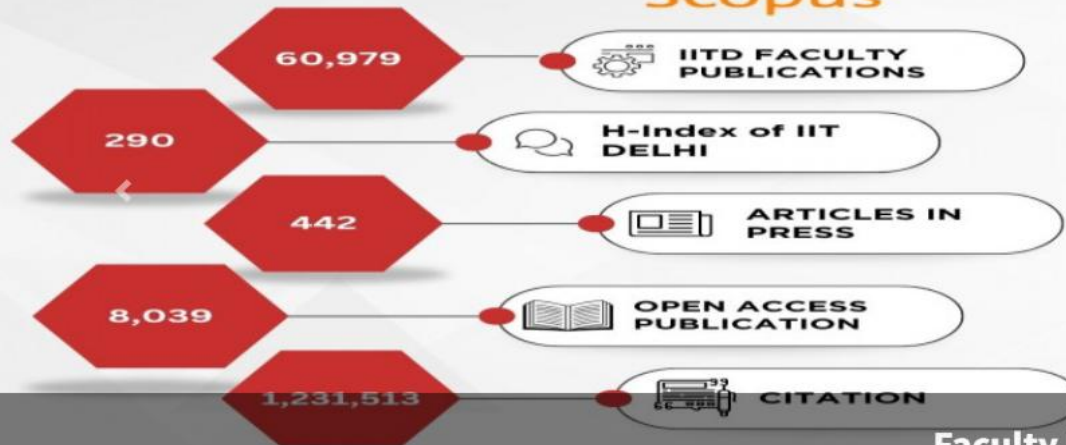 Scopus
60,979
IITD FACULTY
PUBLICATIONS
290
H-Index of IIT
DELHI
442
ARTICLES IN
PRESS
8,039
OPEN ACCESS
PUBLICATION
1,231,513
CITATION
Faculty